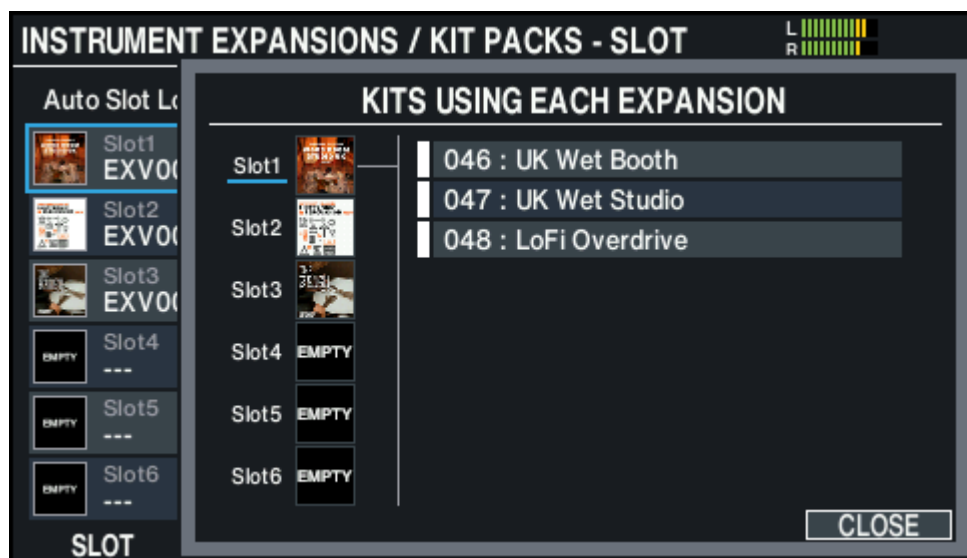 INSTRUMENT EXPANSIONS / KIT PACKS - SLOT
L
R
Auto Slot Lo
Slot1
EXV00
Slot2
EXV00
Slot3
EXV00
EMPTY
Slot4
---
EMPTY
Slot5
---
EMPTY
Slot6
---
SLOT
KITS USING EACH EXPANSION
Slot1
Slot2
Slot3
Slot4
EMPTY
Slot5
EMPTY
Slot6
EMPTY
046 : UK Wet Booth
047 : UK Wet Studio
048 : LoFi Overdrive
CLOSE